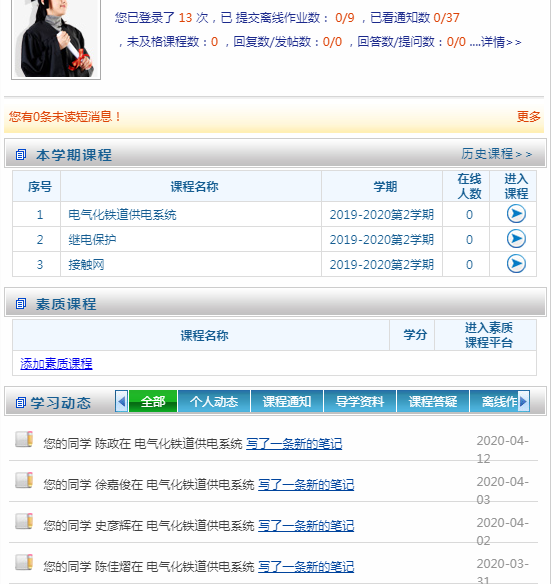 您已登录了 13 次，已 提交离线作业数： 0/9 ，已看通知数 0/37
，未及格课程数：0 ，回复数/发帖数：0/0 ，回答数/提问数：0/0 ....详情>>
您有0条未读短消息！ 更多
本学期课程 历史课程>>
序号 课程名称 学期 在线人数 进入课程
1 电气化铁道供电系统 2019-2020第2学期 0
2 继电保护 2019-2020第2学期 0
3 接触网 2019-2020第2学期 0
素质课程
课程名称 学分 进入素质课程平台
添加素质课程
学习动态 全部 个人动态 课程通知 导学资料 课程答疑 离线作
您的同学 陈政在 电气化铁道供电系统 写了一条新的笔记 2020-04-12
您的同学 徐嘉俊在 电气化铁道供电系统 写了一条新的笔记 2020-04-03
您的同学 史彦辉在 电气化铁道供电系统 写了一条新的笔记 2020-04-02
您的同学 陈佳熠在 电气化铁道供电系统 写了一条新的笔记 2020-03-31